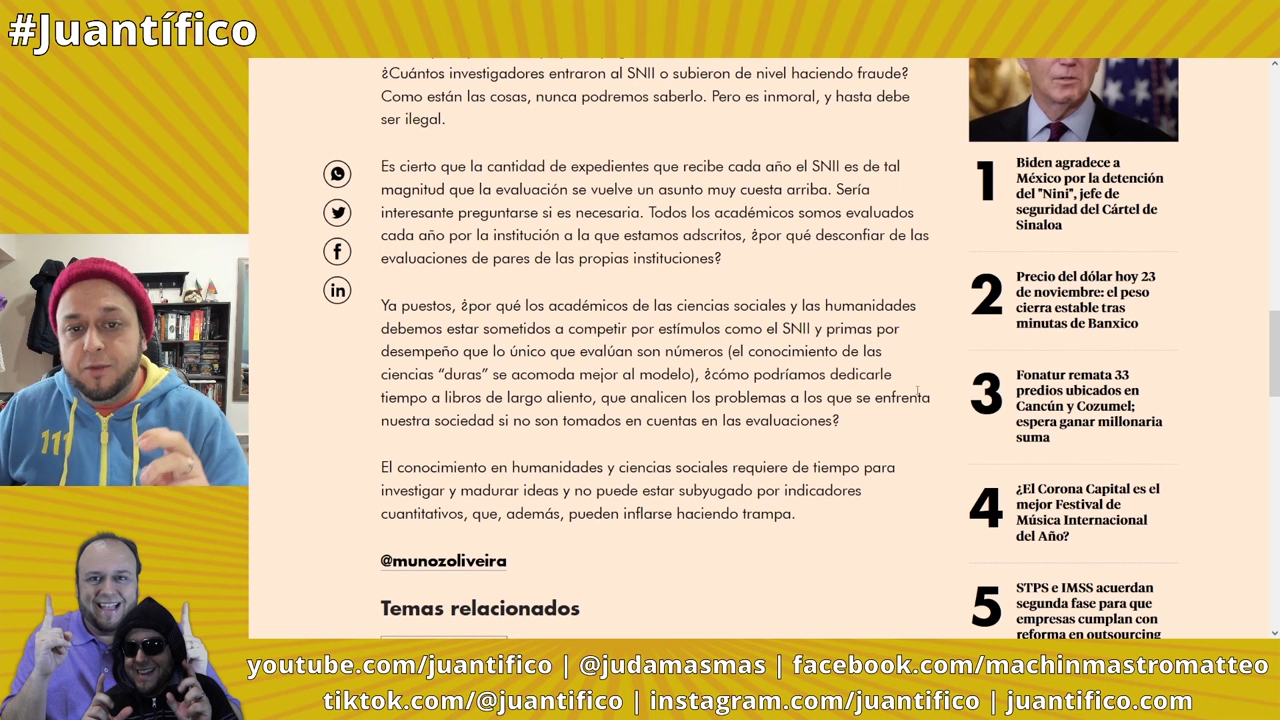 #Juantífico
¿Cuántos investigadores entraron al SNII o subieron de nivel haciendo fraude?
Como están las cosas, nunca podremos saberlo. Pero es inmoral, y hasta debe
ser ilegal.
Es cierto que la cantidad de expedientes que recibe cada año el SNII es de tal
magnitud que la evaluación se vuelve un asunto muy cuesta arriba. Sería
interesante preguntarse si es necesaria. Todos los académicos somos evaluados
cada año por la institución a la que estamos adscritos, ¿por qué desconfiar de las
evaluaciones de pares de las propias instituciones?
Ya puestos, ¿por qué los académicos de las ciencias sociales y las humanidades
debemos estar sometidos a competir por estímulos como el SNII y primas por
desempeño que lo único que evalúan son números (el conocimiento de las
ciencias “duras” se acomoda mejor al modelo), ¿cómo podríamos dedicarle
tiempo a libros de largo aliento, que analicen los problemas a los que se enfrenta
nuestra sociedad si no son tomados en cuentas en las evaluaciones?
El conocimiento en humanidades y ciencias sociales requiere de tiempo para
investigar y madurar ideas y no puede estar subyugado por indicadores
cuantitativos, que, además, pueden inflarse haciendo trampa.
@munozoliveira
Temas relacionados
1
Biden agradece a
México por la detención
del "Nini", jefe de
seguridad del Cártel de
Sinaloa
2
Precio del dólar hoy 23
de noviembre: el peso
cierra estable tras
minutas de Banxico
3
Fonatur remata 33
predios ubicados en
Cancún y Cozumel;
espera ganar millonaria
suma
4
¿El Corona Capital es el
mejor Festival de
Música Internacional
del Año?
5
STPS e IMSS acuerdan
segunda fase para que
empresas cumplan con
reforma en outsourcing
111
in
youtube.com/juantifico | @judamasmas | facebook.com/machinmastromatteo
tiktok.com/@juantifico | instagram.com/juantifico | juantifico.com